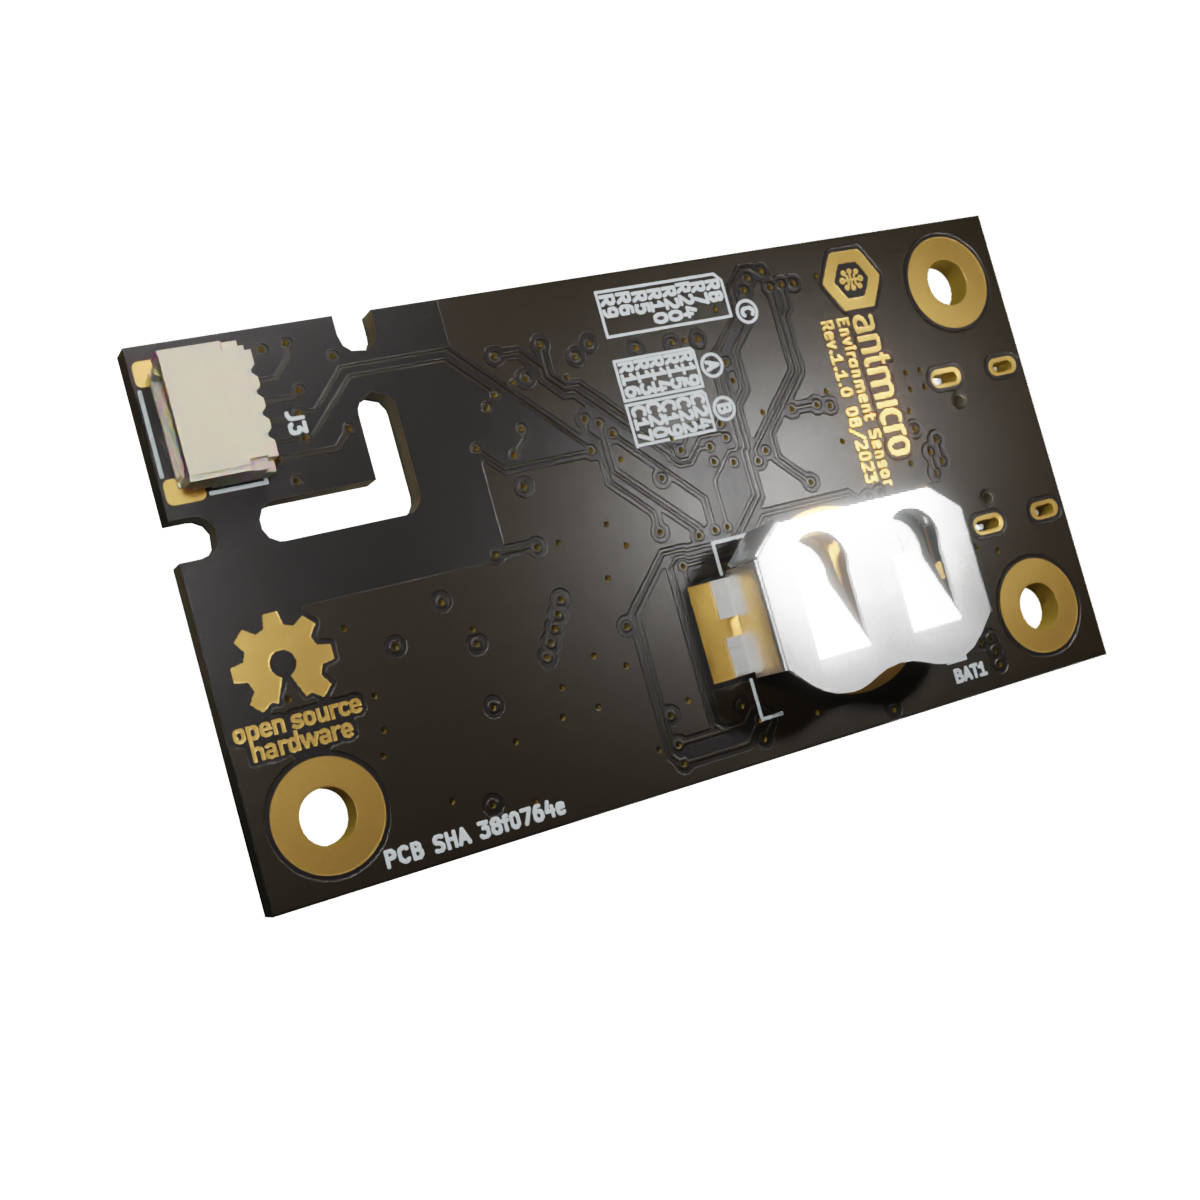 antmicro
Environment Sensor
Rev.1.1.0 08/2023
C
A
B
J3
BAT1
open source
hardware
PCB SHA 38f0764e